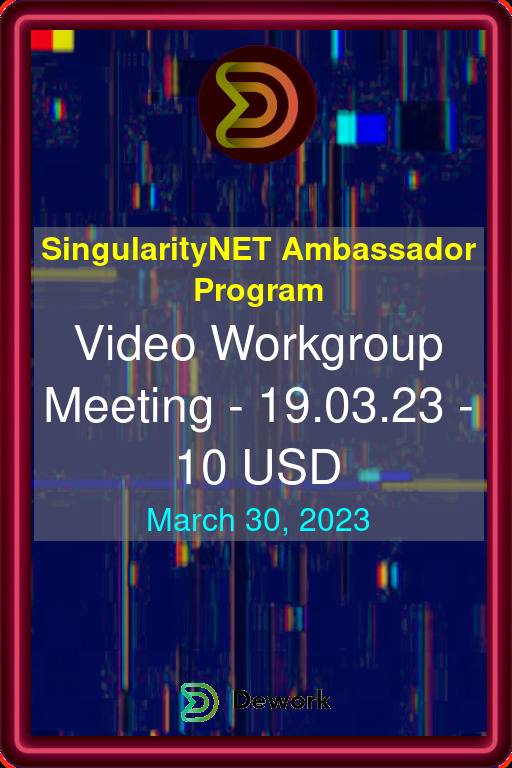 SingularityNET Ambassador
Program
Video Workgroup
Meeting - 19.03.23 -
10 USD
March 30, 2023
Dework